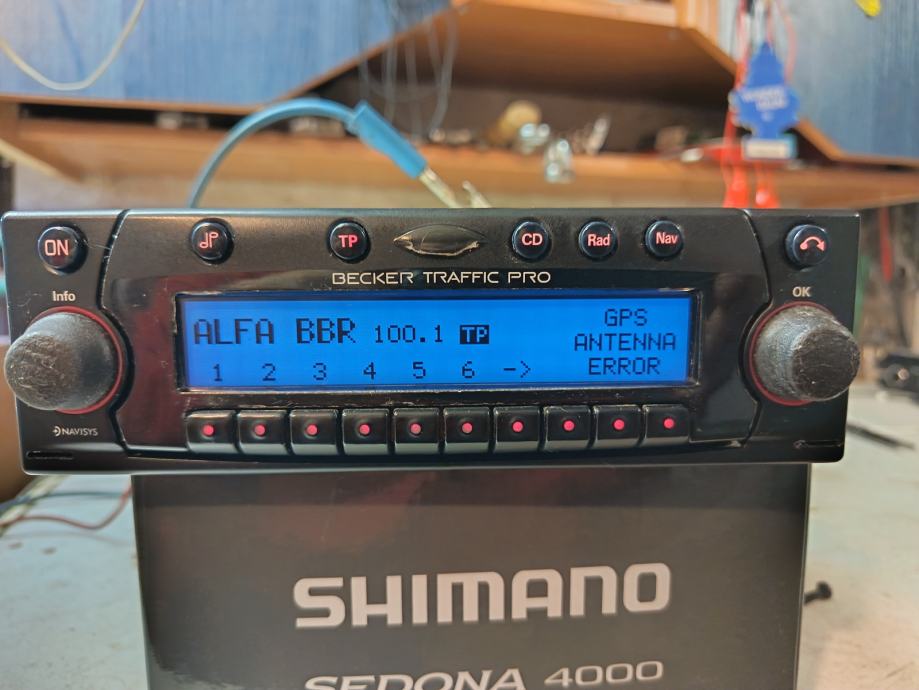 ON
TP
CD
Rad
Nav
BECKER TRAFFIC PRO
Info
OK
ALFA BBR 100.1 TP
GPS
ANTENNA
ERROR
1 2 3 4 5 6 ->
NAVISYS
SHIMANO
SEDONA 4000